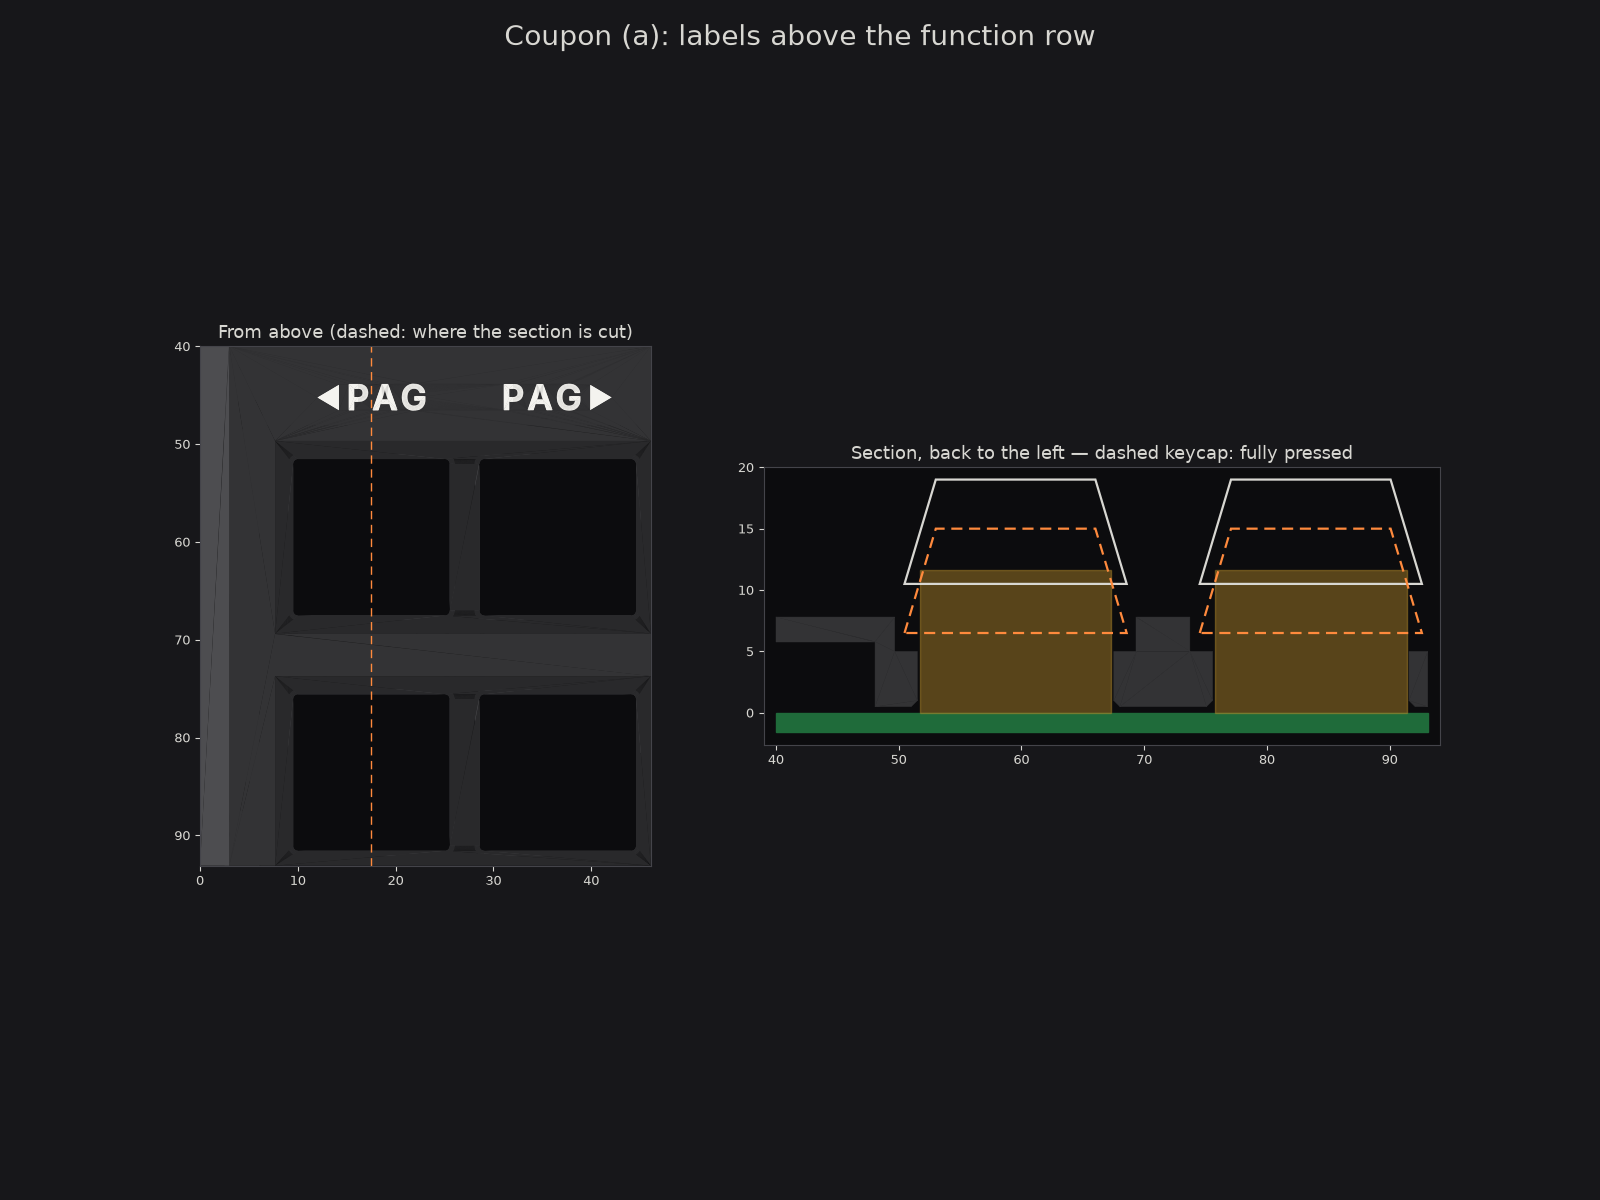 Coupon (a): labels above the function row
From above (dashed: where the section is cut)
40
50
60
70
80
90
0 10 20 30 40
◀PAG PAG▶
Section, back to the left — dashed keycap: fully pressed
20
15
10
5
0
40 50 60 70 80 90